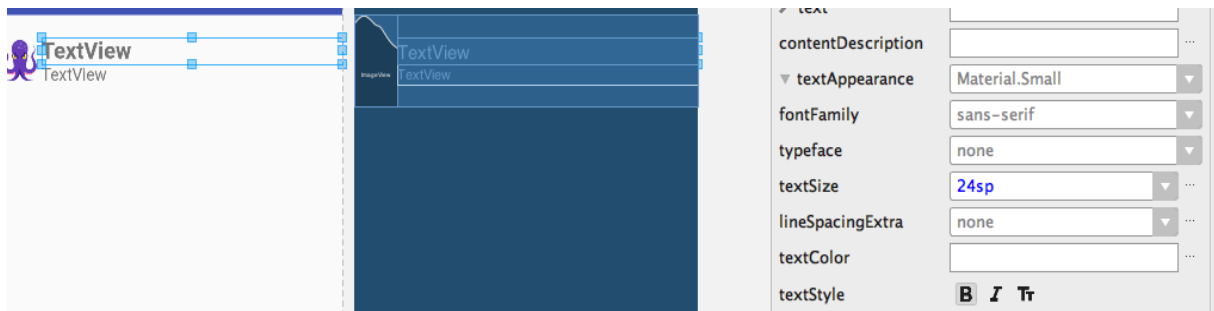 TextView
TextView
TextView
ImageView TextView
text
contentDescription
textAppearance Material.Small
fontFamily sans-serif
typeface none
textSize 24sp
lineSpacingExtra none
textColor
textStyle B I Tt